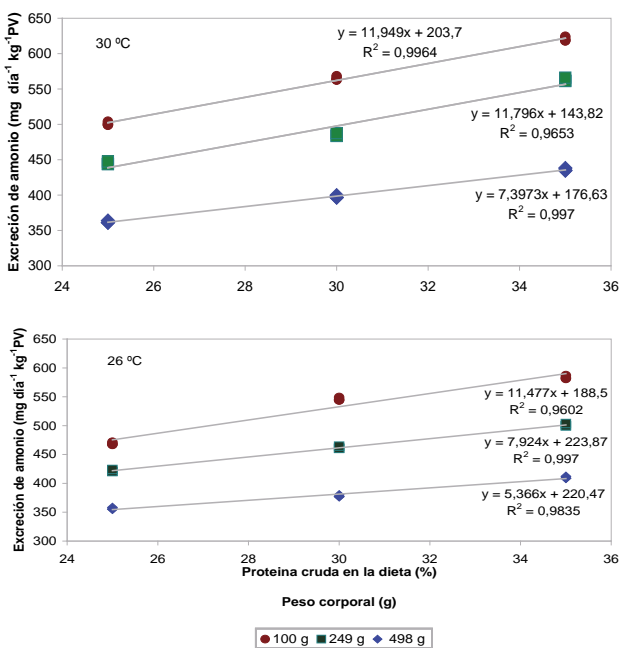 30 ºC
y = 11,949x + 203,7
R² = 0,9964
y = 11,796x + 143,82
R² = 0,9653
y = 7,3973x + 176,63
R² = 0,997
Excreción de amonio (mg día⁻¹ kg⁻¹PV)
650
600
550
500
450
400
350
300
24 26 28 30 32 34 36
26 ºC
y = 11,477x + 188,5
R² = 0,9602
y = 7,924x + 223,87
R² = 0,997
y = 5,366x + 220,47
R² = 0,9835
Excreción de amonio (mg día⁻¹ kg⁻¹PV)
650
600
550
500
450
400
350
300
24 26 28 30 32 34 36
Proteina cruda en la dieta (%)
Peso corporal (g)
100 g 249 g 498 g